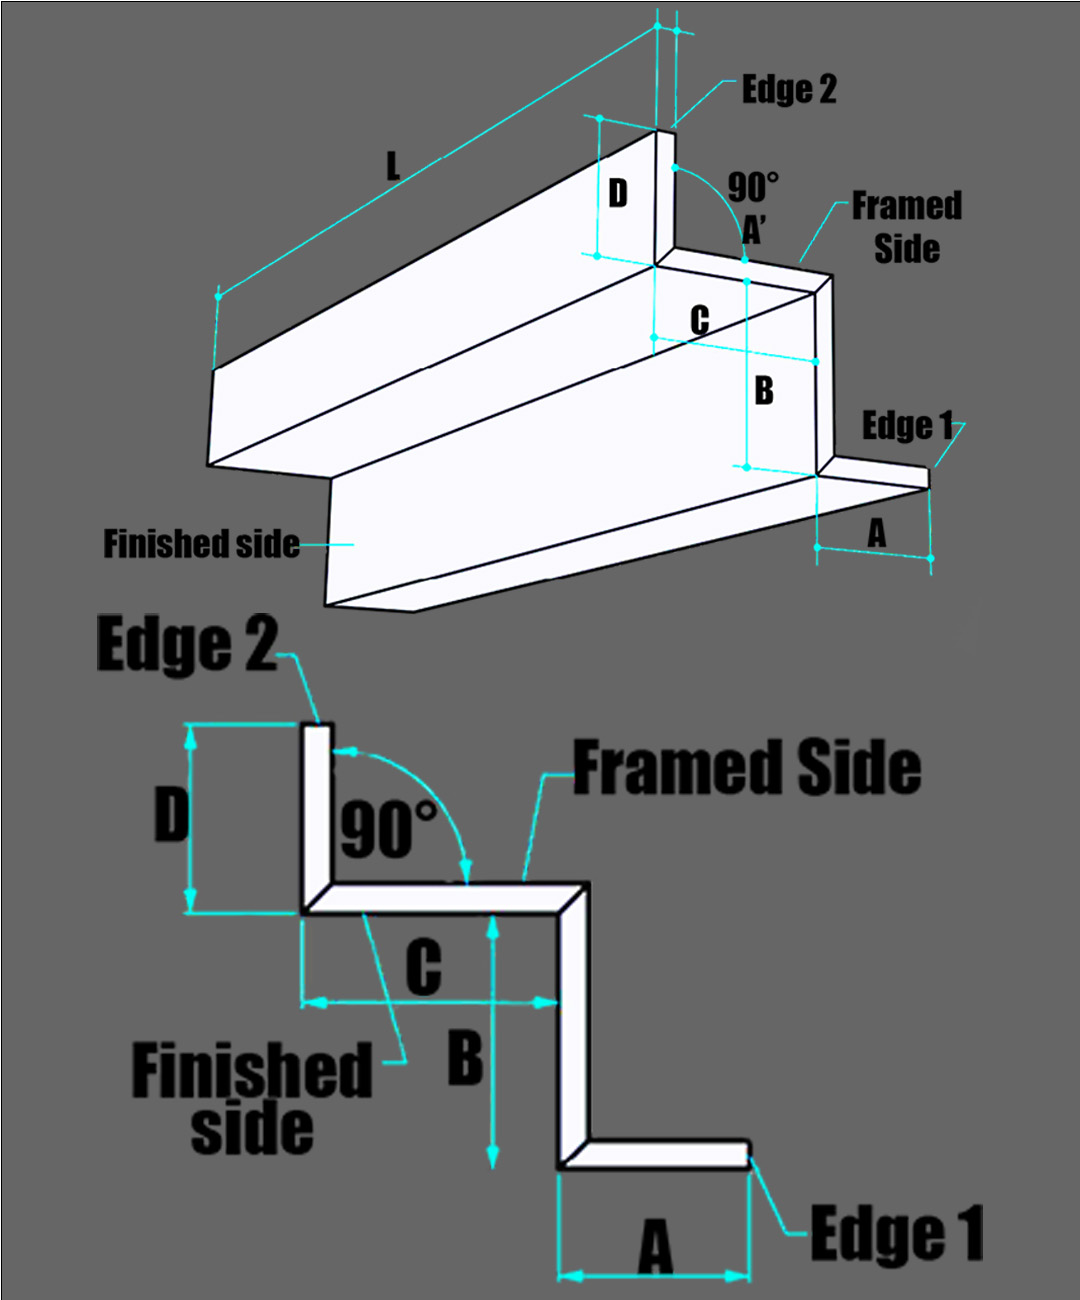 Edge 2
L
D
90°
A'
Framed
Side
C
B
Edge 1
A
Finished side
Edge 2
Framed Side
D
90°
C
B
Finished
side
Edge 1
A